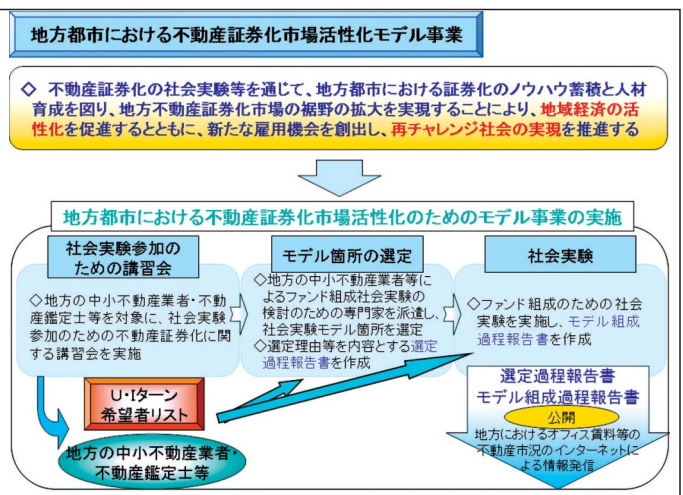 地方都市における不動産証券化市場活性化モデル事業
◇ 不動産証券化の社会実験等を通じて、地方都市における証券化のノウハウ蓄積と人材
育成を図り、地方不動産証券化市場の裾野の拡大を実現することにより、地域経済の活
性化を促進するとともに、新たな雇用機会を創出し、再チャレンジ社会の実現を推進する
地方都市における不動産証券化市場活性化のためのモデル事業の実施
社会実験参加の
ための講習会
◇地方の中小不動産業者・不動
産鑑定士等を対象に、社会実験
参加のための不動産証券化に関
する講習会を実施
モデル箇所の選定
◇地方の中小不動産業者等に
よるファンド組成社会実験の
検討のための専門家を派遣し、
社会実験モデル箇所を選定
◇選定理由等を内容とする選定
過程報告書を作成
社会実験
◇ファンド組成のための社会
実験を実施し、モデル組成
過程報告書を作成
U・Iターン
希望者リスト
地方の中小不動産業者・
不動産鑑定士等
選定過程報告書
モデル組成過程報告書
公開
地方におけるオフィス賃料等の
不動産市況のインターネットに
よる情報発信